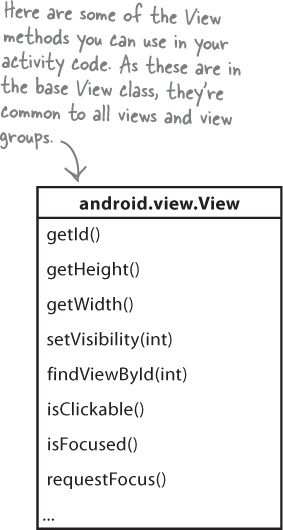 Here are some of the View
methods you can use in your
activity code. As these are in
the base View class, they're
common to all views and view
groups.
android.view.View
getId()
getHeight()
getWidth()
setVisibility(int)
findViewById(int)
isClickable()
isFocused()
requestFocus()
...